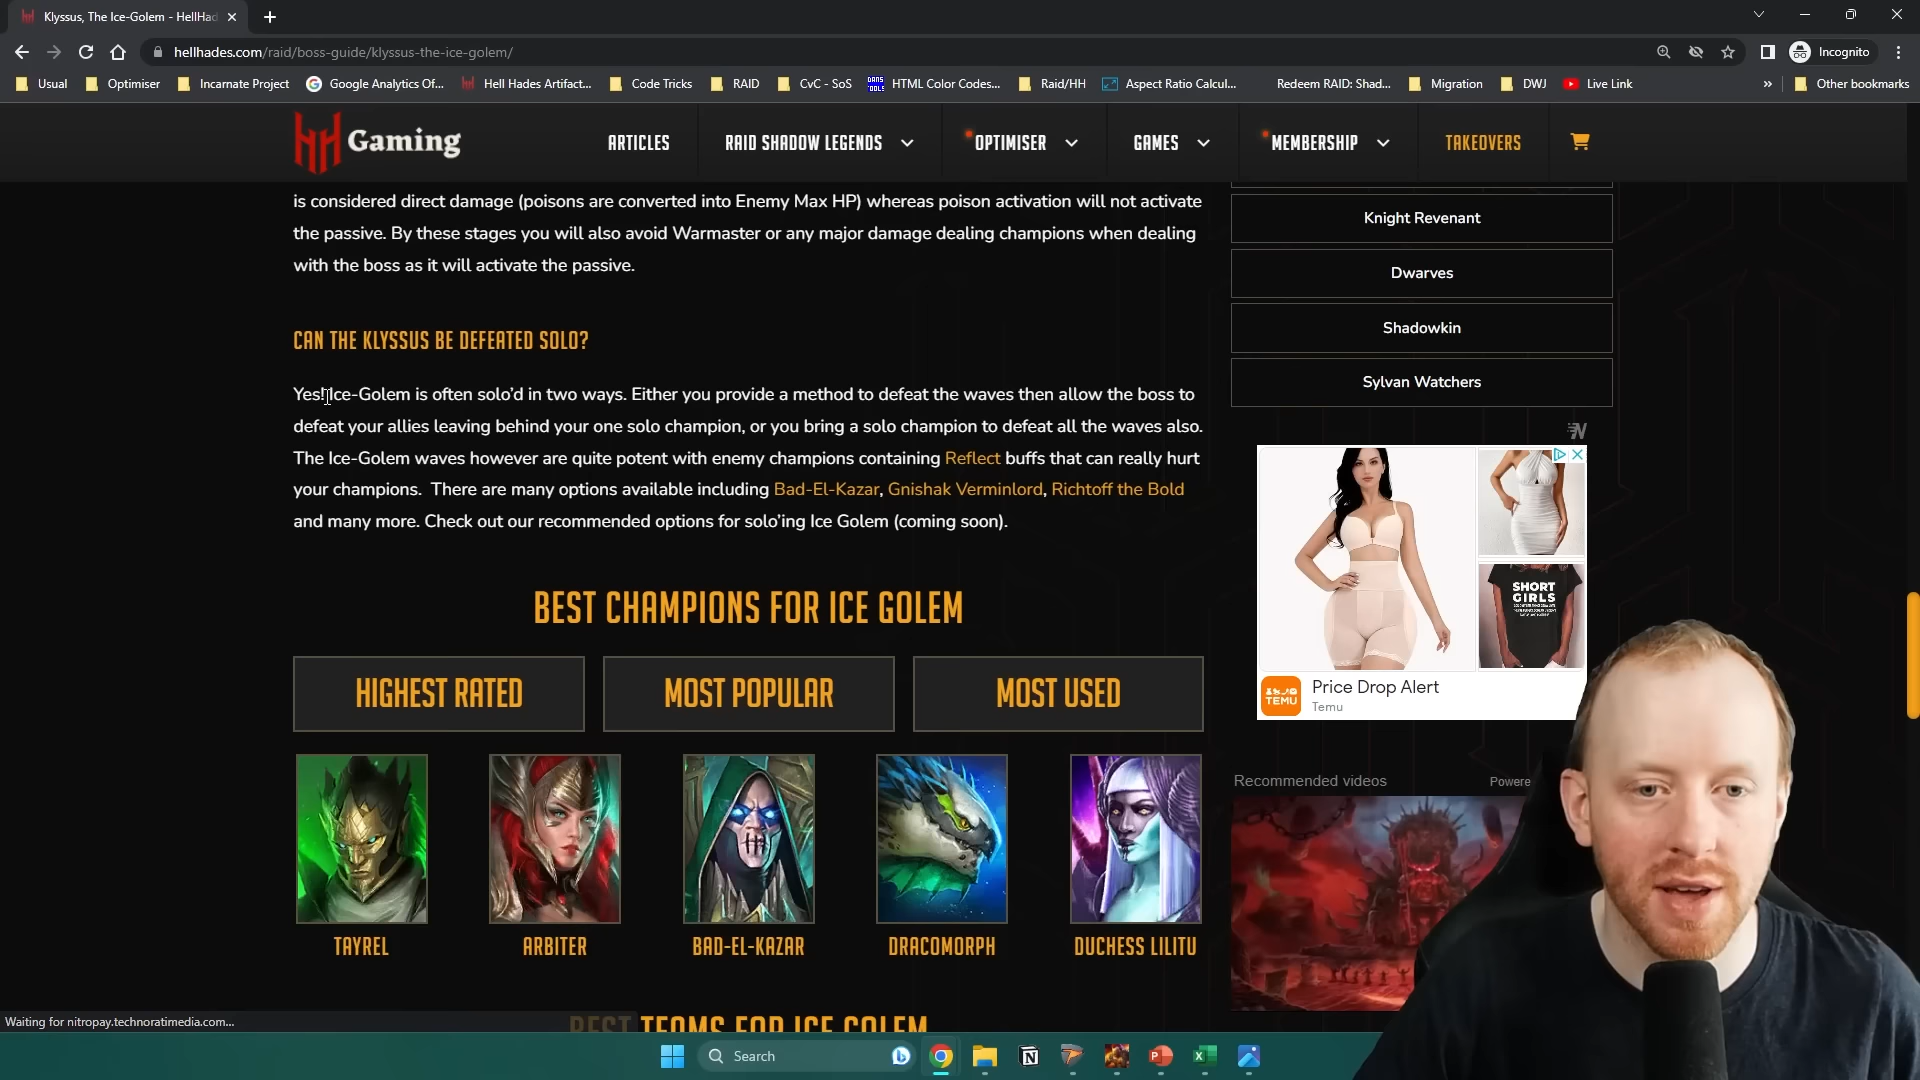 Klyssus, The Ice-Golem - HellHad
hellhades.com/raid/boss-guide/klyssus-the-ice-golem/
Incognito
Usual
Optimiser
Incarnate Project
Google Analytics Of...
Hell Hades Artifact...
Code Tricks
RAID
CvC - SoS
HTML Color Codes...
Raid/HH
Aspect Ratio Calcul...
Redeem RAID: Shad...
Migration
DWJ
Live Link
»
Other bookmarks
Gaming
ARTICLES
RAID SHADOW LEGENDS
OPTIMISER
GAMES
MEMBERSHIP
TAKEOVERS
is considered direct damage (poisons are converted into Enemy Max HP) whereas poison activation will not activate
the passive. By these stages you will also avoid Warmaster or any major damage dealing champions when dealing
with the boss as it will activate the passive.
CAN THE KLYSSUS BE DEFEATED SOLO?
Yes! Ice-Golem is often solo’d in two ways. Either you provide a method to defeat the waves then allow the boss to
defeat your allies leaving behind your one solo champion, or you bring a solo champion to defeat all the waves also.
The Ice-Golem waves however are quite potent with enemy champions containing Reflect buffs that can really hurt
your champions. There are many options available including Bad-El-Kazar, Gnishak Verminlord, Richtoff the Bold
and many more. Check out our recommended options for solo’ing Ice Golem (coming soon).
BEST CHAMPIONS FOR ICE GOLEM
HIGHEST RATED
MOST POPULAR
MOST USED
TAYREL
ARBITER
BAD-EL-KAZAR
DRACOMORPH
DUCHESS LILITU
BEST TEAMS FOR ICE GOLEM
Knight Revenant
Dwarves
Shadowkin
Sylvan Watchers
SHORT
GIRLS
TEMU
Price Drop Alert
Temu
Recommended videos
Powere
Waiting for nitropay.technoratimedia.com...
Search